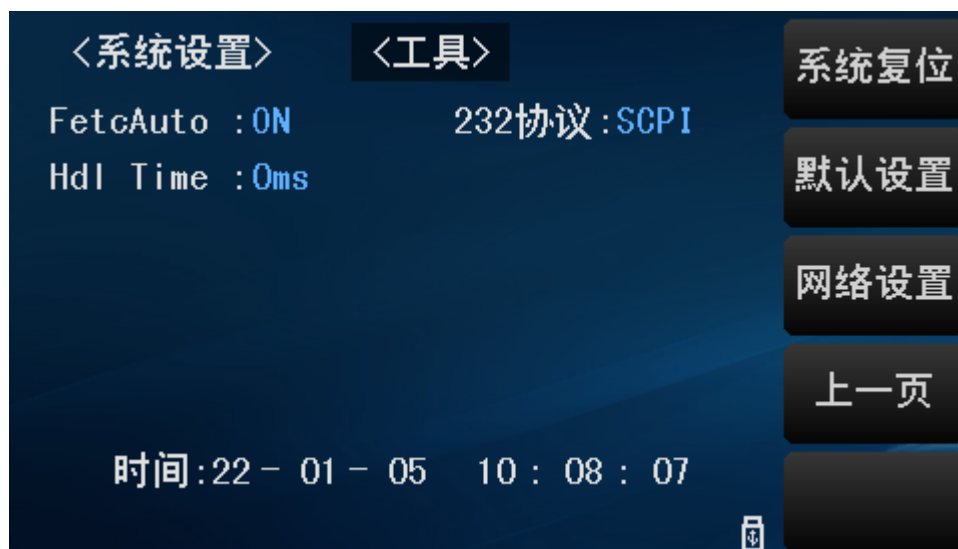 <系统设置> <工具>
FetcAuto :ON 232协议:SCPI
Hdl Time :0ms
时间:22- 01 - 05 10: 08: 07
系统复位
默认设置
网络设置
上一页